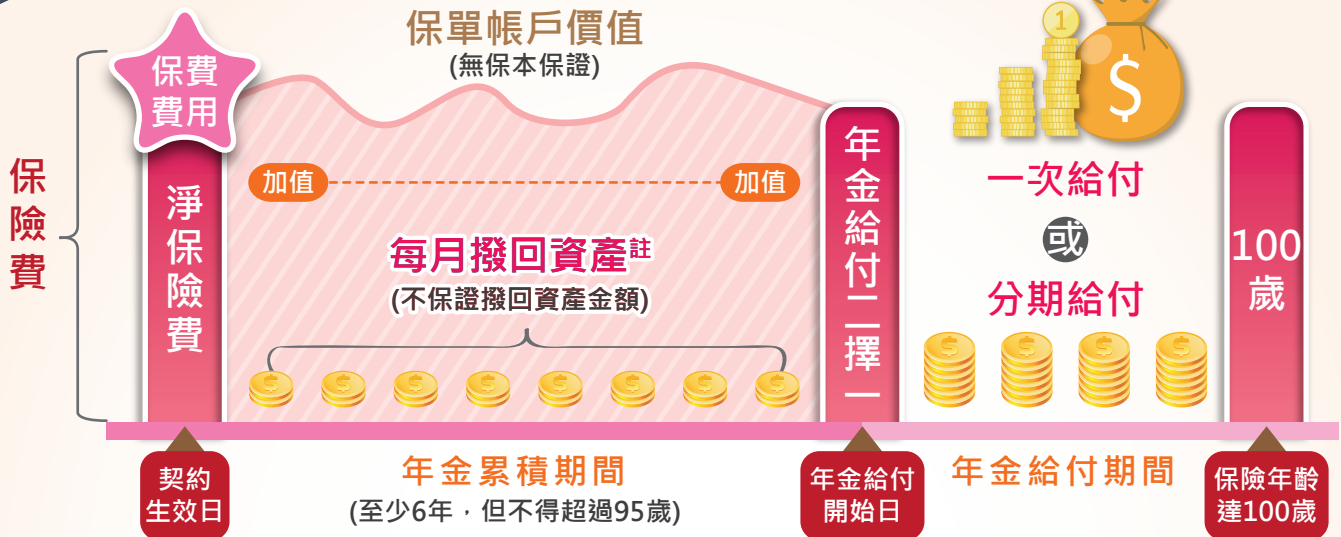 保單帳戶價值
(無保本保證)
1
$
保費
費用
保險費
淨保險費
加值
加值
每月撥回資產註
(不保證撥回資產金額)
$ $ $ $ $ $ $ $
年金給付二擇一
一次給付
或
分期給付
$ $ $ $
100
歲
契約
生效日
年金累積期間
(至少6年，但不得超過95歲)
年金給付
開始日
年金給付期間
保險年齡
達100歲